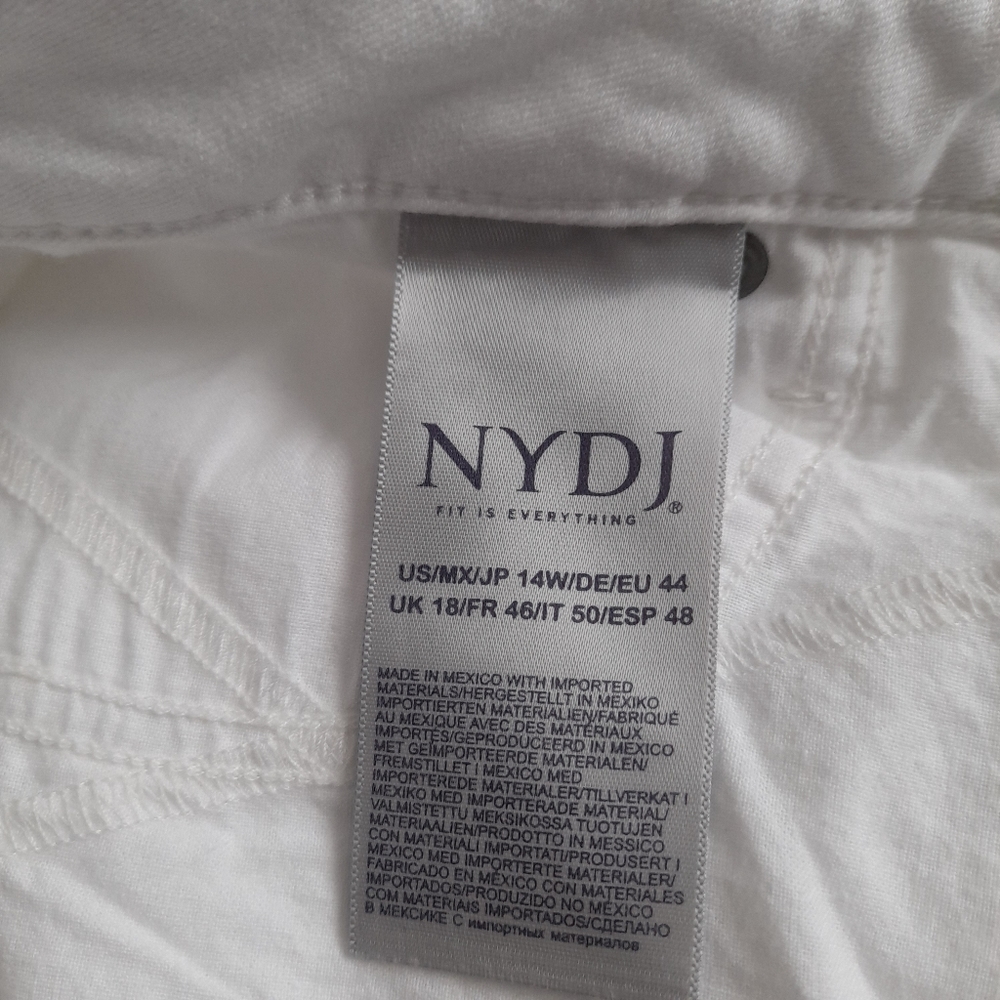 NYDJ®
FIT IS EVERYTHING
US/MX/JP 14W/DE/EU 44
UK 18/FR 46/IT 50/ESP 48
MADE IN MEXICO WITH IMPORTED
MATERIALS/HERGESTELLT IN MEXIKO
IMPORTIERTEN MATERIALIEN/FABRIQUÉ
AU MEXIQUE AVEC DES MATÉRIAUX
IMPORTÉS/GEPRODUCEERD IN MEXICO
MET GEÏMPORTEERDE MATERIALEN/
FREMSTILLET I MEXICO MED
IMPORTEREDE MATERIALER/TILLVERKAT I
MEXIKO MED IMPORTERADE MATERIAL/
VALMISTETTU MEKSIKOSSA TUOTUJEN
MATERIAALIEN/PRODOTTO IN MESSICO
CON MATERIALI IMPORTATI/PRODUSERT I
MEXICO MED IMPORTERTE MATERIALER/
FABRICADO EN MÉXICO CON MATERIALES
IMPORTADOS/PRODUZIDO NO MÉXICO
COM MATERIAIS IMPORTADOS/СДЕЛАНО
В МЕКСИКЕ С импортных материалов